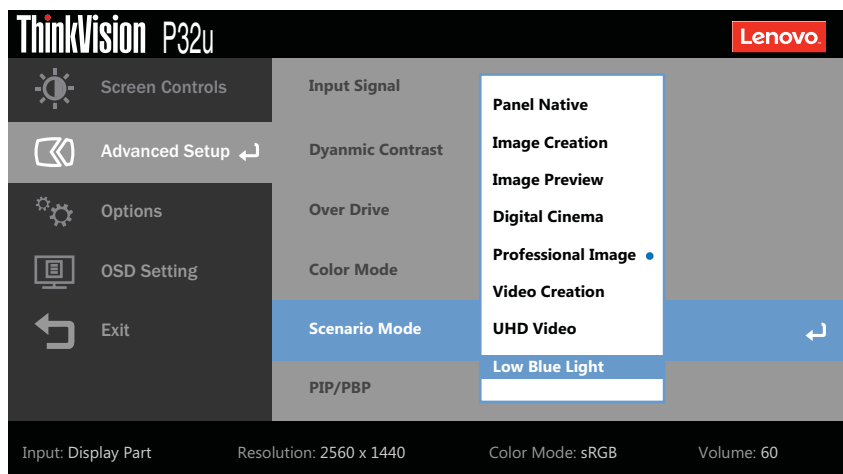 ThinkVision P32u
Lenovo.
Screen Controls
Advanced Setup
Options
OSD Setting
Exit
Input Signal
Dyanmic Contrast
Over Drive
Color Mode
Scenario Mode
PIP/PBP
Panel Native
Image Creation
Image Preview
Digital Cinema
Professional Image
Video Creation
UHD Video
Low Blue Light
Input: Display Part Resolution: 2560 x 1440 Color Mode: sRGB Volume: 60